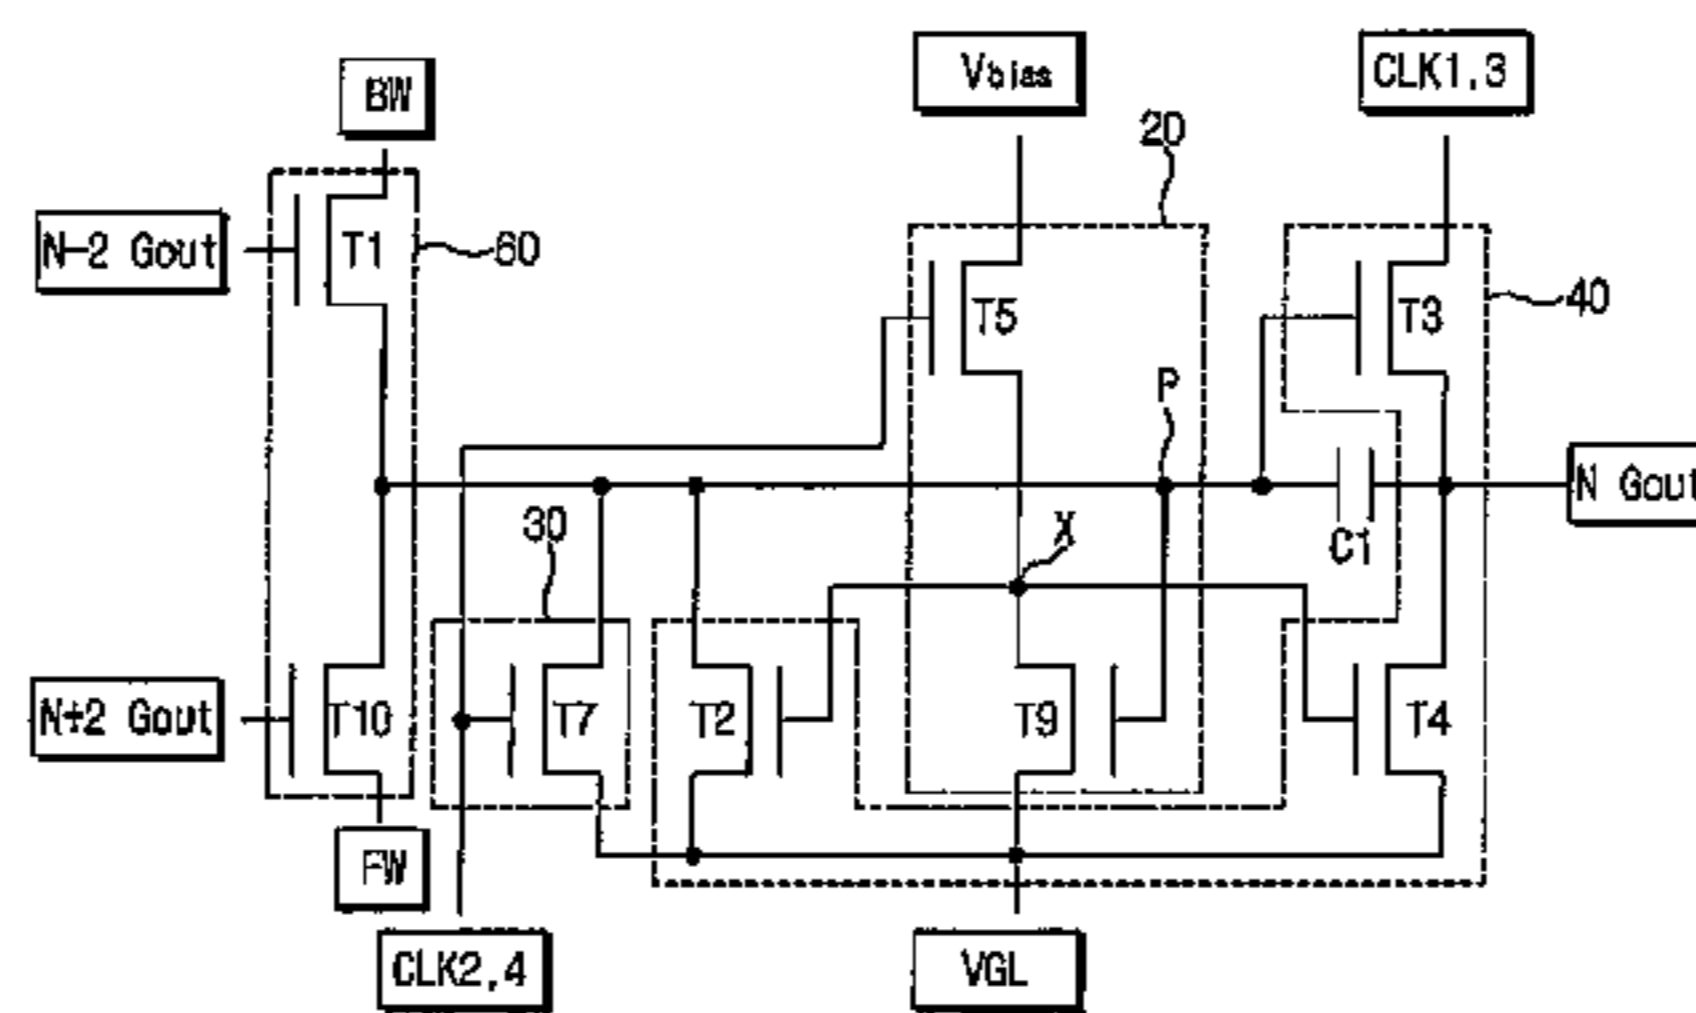 BW
Vbias
CLK1,3
20
N-2 Gout
T1
60
T5
T3
40
P
N Gout
30
X
C1
N+2 Gout
T10
T7
T2
T9
T4
FW
CLK2,4
VGL